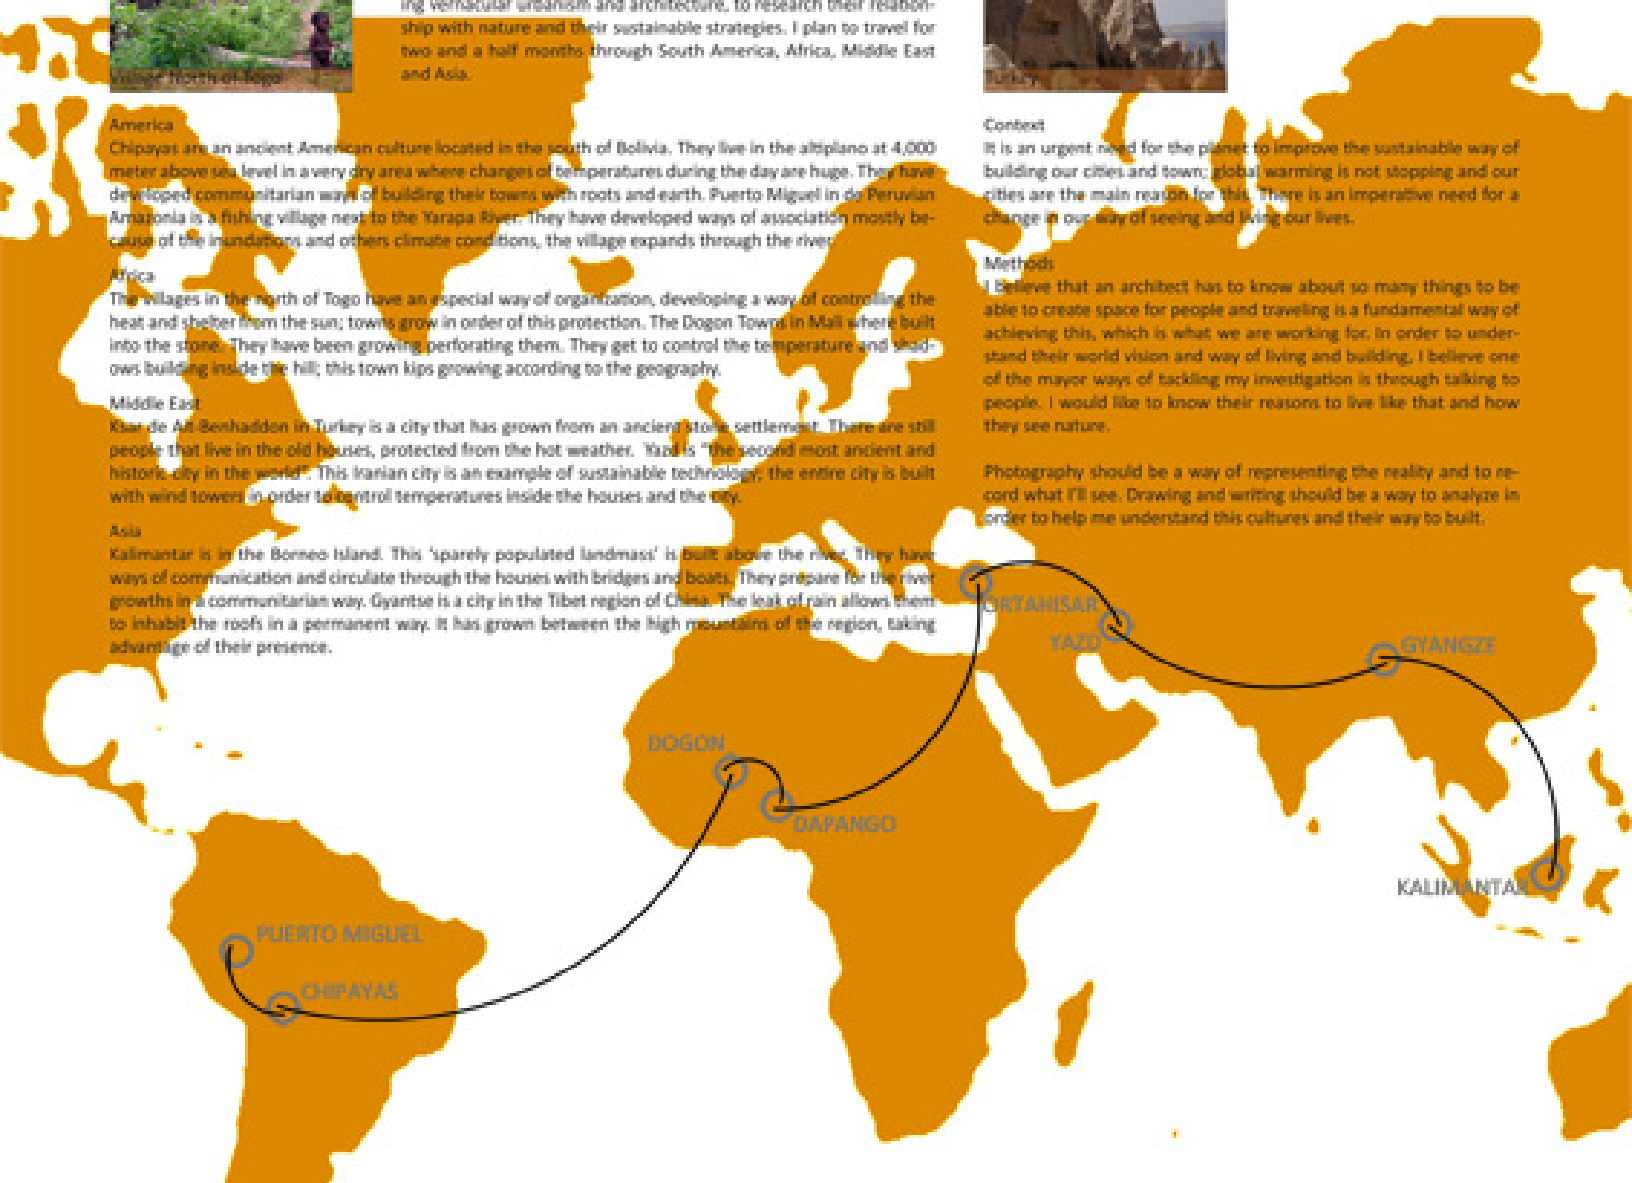 ing vernacular urbanism and architecture, to research their relation-
ship with nature and their sustainable strategies. I plan to travel for
two and a half months through South America, Africa, Middle East
and Asia.
Village North of Togo
America
Chipayas are an ancient American culture located in the south of Bolivia. They live in the altiplano at 4,000
meter above sea level in a very dry area where changes of temperatures during the day are huge. They have
developed communitarian ways of building their towns with roots and earth. Puerto Miguel in de Peruvian
Amazonia is a fishing village next to the Yarapa River. They have developed ways of association mostly be-
cause of the inundations and others climate conditions, the village expands through the river.
Africa
The villages in the north of Togo have an especial way of organization, developing a way of controlling the
heat and shelter from the sun; towns grow in order of this protection. The Dogon Towns in Mali where built
into the stone. They have been growing perforating them. They get to control the temperature and shad-
ows building inside the hill; this town kips growing according to the geography.
Middle East
Ksar de Ait-Benhaddon in Turkey is a city that has grown from an ancient stone settlement. There are still
people that live in the old houses, protected from the hot weather. Yazd is "the second most ancient and
historic city in the world". This Iranian city is an example of sustainable technology; the entire city is built
with wind towers in order to control temperatures inside the houses and the city.
Asia
Kalimantar is in the Borneo Island. This 'sparely populated landmass' is built above the river. They have
ways of communication and circulate through the houses with bridges and boats. They prepare for the river
growths in a communitarian way. Gyantse is a city in the Tibet region of China. The leak of rain allows them
to inhabit the roofs in a permanent way. It has grown between the high mountains of the region, taking
advantage of their presence.
Turkey
Context
It is an urgent need for the planet to improve the sustainable way of
building our cities and town; global warming is not stopping and our
cities are the main reason for this. There is an imperative need for a
change in our way of seeing and living our lives.
Methods
I believe that an architect has to know about so many things to be
able to create space for people and traveling is a fundamental way of
achieving this, which is what we are working for. In order to under-
stand their world vision and way of living and building, I believe one
of the mayor ways of tackling my investigation is through talking to
people. I would like to know their reasons to live like that and how
they see nature.
Photography should be a way of representing the reality and to re-
cord what I'll see. Drawing and writing should be a way to analyze in
order to help me understand this cultures and their way to built.
ORTAHISAR
YAZD
GYANGZE
DOGON
DAPANGO
KALIMANTAR
PUERTO MIGUEL
CHIPAYAS